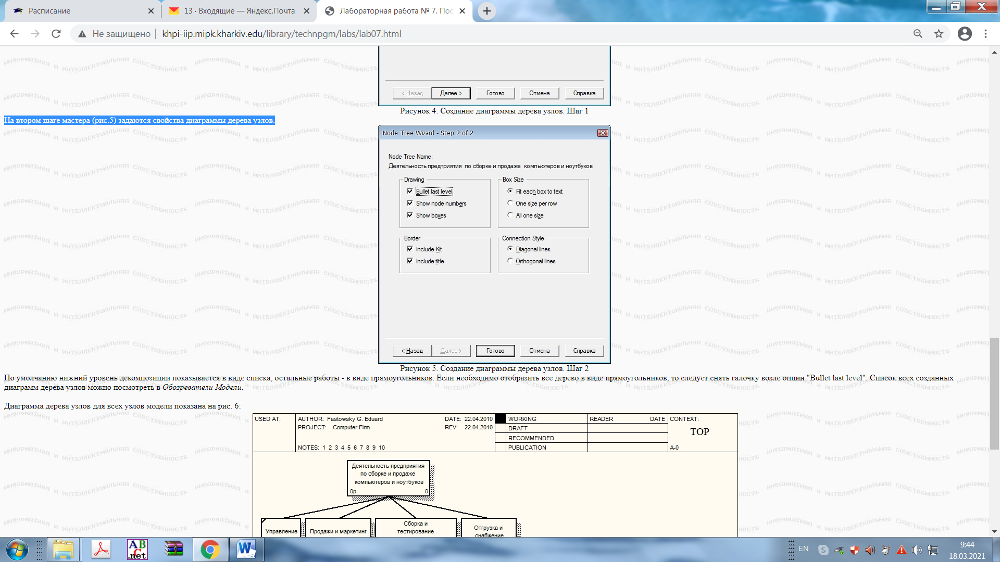 Расписание
13 · Входящие — Яндекс.Почта
Лабораторная работа № 7. Пос
Не защищено
khpi-iip.mipk.kharkiv.edu/library/technpgm/labs/lab07.html
< Назад
Далее >
Готово
Отмена
Справка
Рисунок 4. Создание диаграммы дерева узлов. Шаг 1
На втором шаге мастера (рис.5) задаются свойства диаграммы дерева узлов.
Node Tree Wizard - Step 2 of 2
Node Tree Name:
Деятельность предприятия по сборке и продаже компьютеров и ноутбуков
Drawing
Bullet last level
Show node numbers
Show boxes
Box Size
Fit each box to text
One size per row
All one size
Border
Include Kit
Include title
Connection Style
Diagonal lines
Orthogonal lines
< Назад
Далее >
Готово
Отмена
Справка
Рисунок 5. Создание диаграммы дерева узлов. Шаг 2
По умолчанию нижний уровень декомпозиции показывается в виде списка, остальные работы - в виде прямоугольников. Если необходимо отобразить все дерево в виде прямоугольников, то следует снять галочку возле опции "Bullet last level". Список всех созданных
диаграмм дерева узлов можно посмотреть в Обозреватели Модели.
Диаграмма дерева узлов для всех узлов модели показана на рис. 6:
USED AT:
AUTHOR: Fastowsky G. Eduard
DATE: 22.04.2010
PROJECT: Computer Firm
REV: 22.04.2010
NOTES: 1 2 3 4 5 6 7 8 9 10
WORKING
DRAFT
RECOMMENDED
PUBLICATION
READER
DATE
CONTEXT:
TOP
A-0
Деятельность предприятия
по сборке и продаже
компьютеров и ноутбуков
0р.
0
Управление
Продажи и маркетинг
Сборка и
тестирование
Отгрузка и
снабжение
EN
9:44
18.03.2021